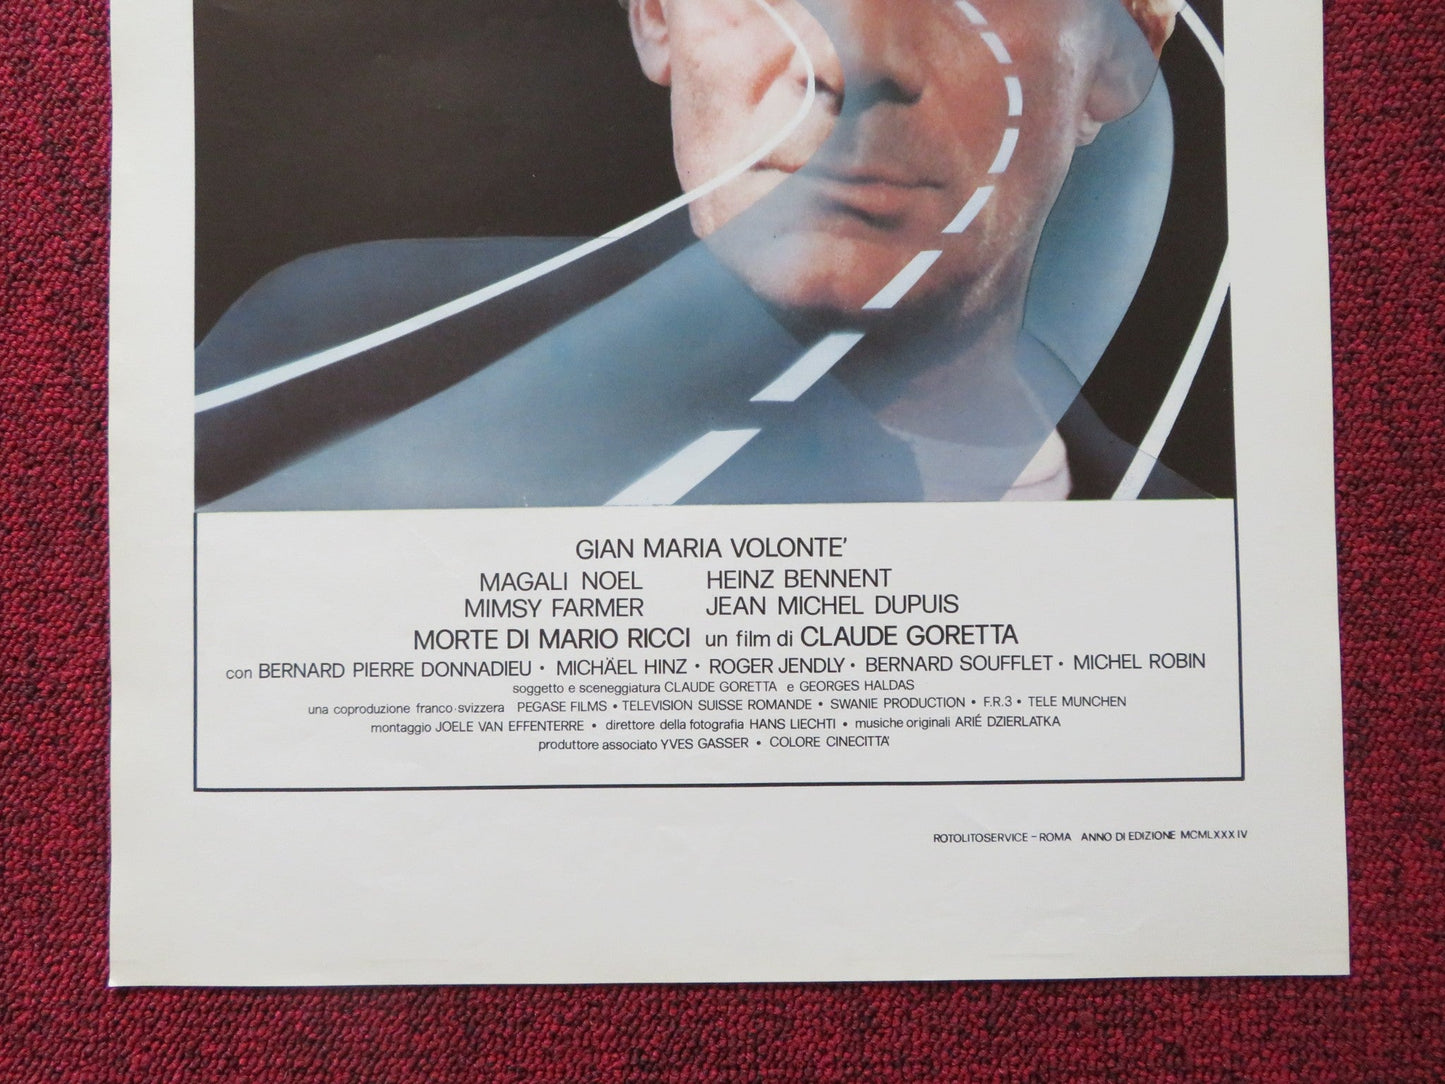 GIAN MARIA VOLONTE'
MAGALI NOEL HEINZ BENNENT
MIMSY FARMER JEAN MICHEL DUPUIS
MORTE DI MARIO RICCI un film di CLAUDE GORETTA
con BERNARD PIERRE DONNADIEU • MICHÄEL HINZ • ROGER JENDLY • BERNARD SOUFFLET • MICHEL ROBIN
soggetto e sceneggiatura CLAUDE GORETTA e GEORGES HALDAS
una coproduzione franco-svizzera PEGASE FILMS • TELEVISION SUISSE ROMANDE • SWANIE PRODUCTION • F.R.3 • TELE MUNCHEN
montaggio JOELE VAN EFFENTERRE • direttore della fotografia HANS LIECHTI • musiche originali ARIÉ DZIERLATKA
produttore associato YVES GASSER • COLORE CINECITTA'
ROTOLITOSERVICE - ROMA ANNO DI EDIZIONE MCMLXXXIV